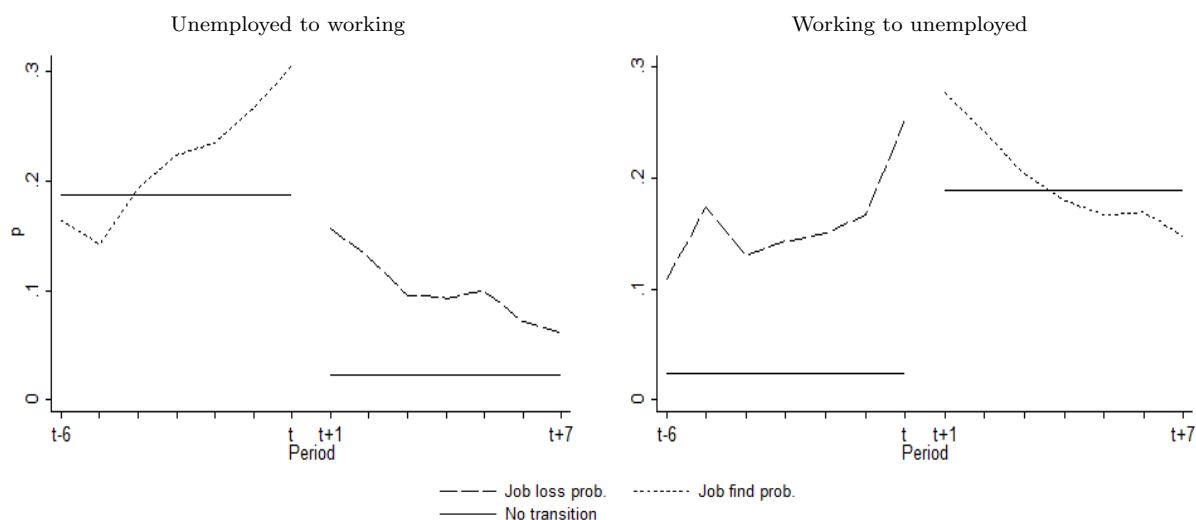 Unemployed to working
Working to unemployed
.3
.2
.1
0
p
t-6
t
t+1
t+7
Period
.3
.2
.1
0
t-6
t
t+1
t+7
Period
Job loss prob.
Job find prob.
No transition